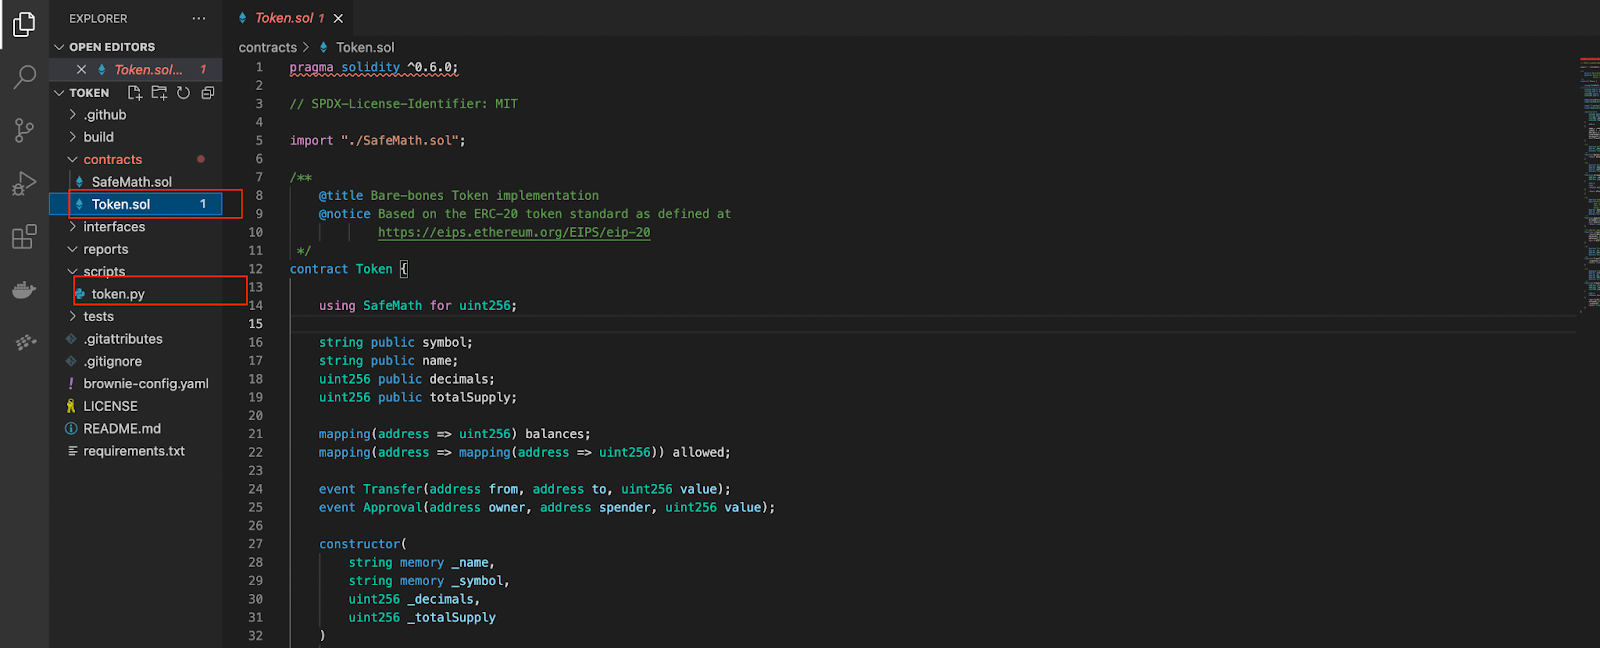 EXPLORER ···
OPEN EDITORS
Token.sol... 1
TOKEN
.github
build
contracts
SafeMath.sol
Token.sol 1
interfaces
reports
scripts
token.py
tests
.gitattributes
.gitignore
brownie-config.yaml
LICENSE
README.md
requirements.txt
Token.sol 1
contracts > Token.sol
1 pragma solidity ^0.6.0;
2
3 // SPDX-License-Identifier: MIT
4
5 import "./SafeMath.sol";
6
7 /**
8 @title Bare-bones Token implementation
9 @notice Based on the ERC-20 token standard as defined at
10 https://eips.ethereum.org/EIPS/eip-20
11 */
12 contract Token {
13
14 using SafeMath for uint256;
15
16 string public symbol;
17 string public name;
18 uint256 public decimals;
19 uint256 public totalSupply;
20
21 mapping(address => uint256) balances;
22 mapping(address => mapping(address => uint256)) allowed;
23
24 event Transfer(address from, address to, uint256 value);
25 event Approval(address owner, address spender, uint256 value);
26
27 constructor(
28 string memory _name,
29 string memory _symbol,
30 uint256 _decimals,
31 uint256 _totalSupply
32 )